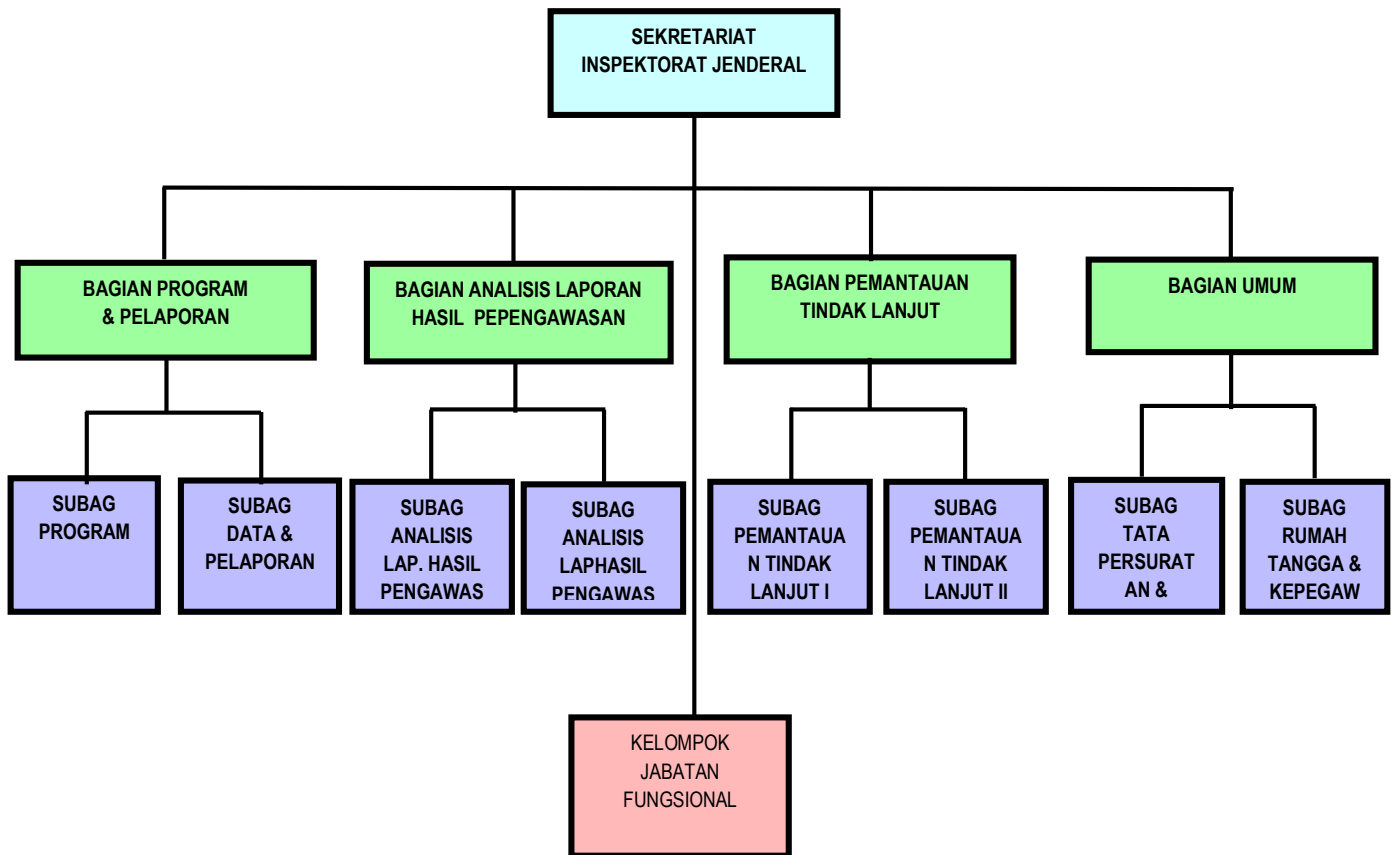 SEKRETARIAT
INSPEKTORAT JENDERAL
BAGIAN PROGRAM
& PELAPORAN
BAGIAN ANALISIS LAPORAN
HASIL PEPENGAWASAN
BAGIAN PEMANTAUAN
TINDAK LANJUT
BAGIAN UMUM
SUBAG
PROGRAM
SUBAG
DATA &
PELAPORAN
SUBAG
ANALISIS
LAP. HASIL
PENGAWAS
SUBAG
ANALISIS
LAPHASIL
PENGAWAS
SUBAG
PEMANTAUA
N TINDAK
LANJUT I
SUBAG
PEMANTAUA
N TINDAK
LANJUT II
SUBAG
TATA
PERSURAT
AN &
SUBAG
RUMAH
TANGGA &
KEPEGAW
KELOMPOK
JABATAN
FUNGSIONAL